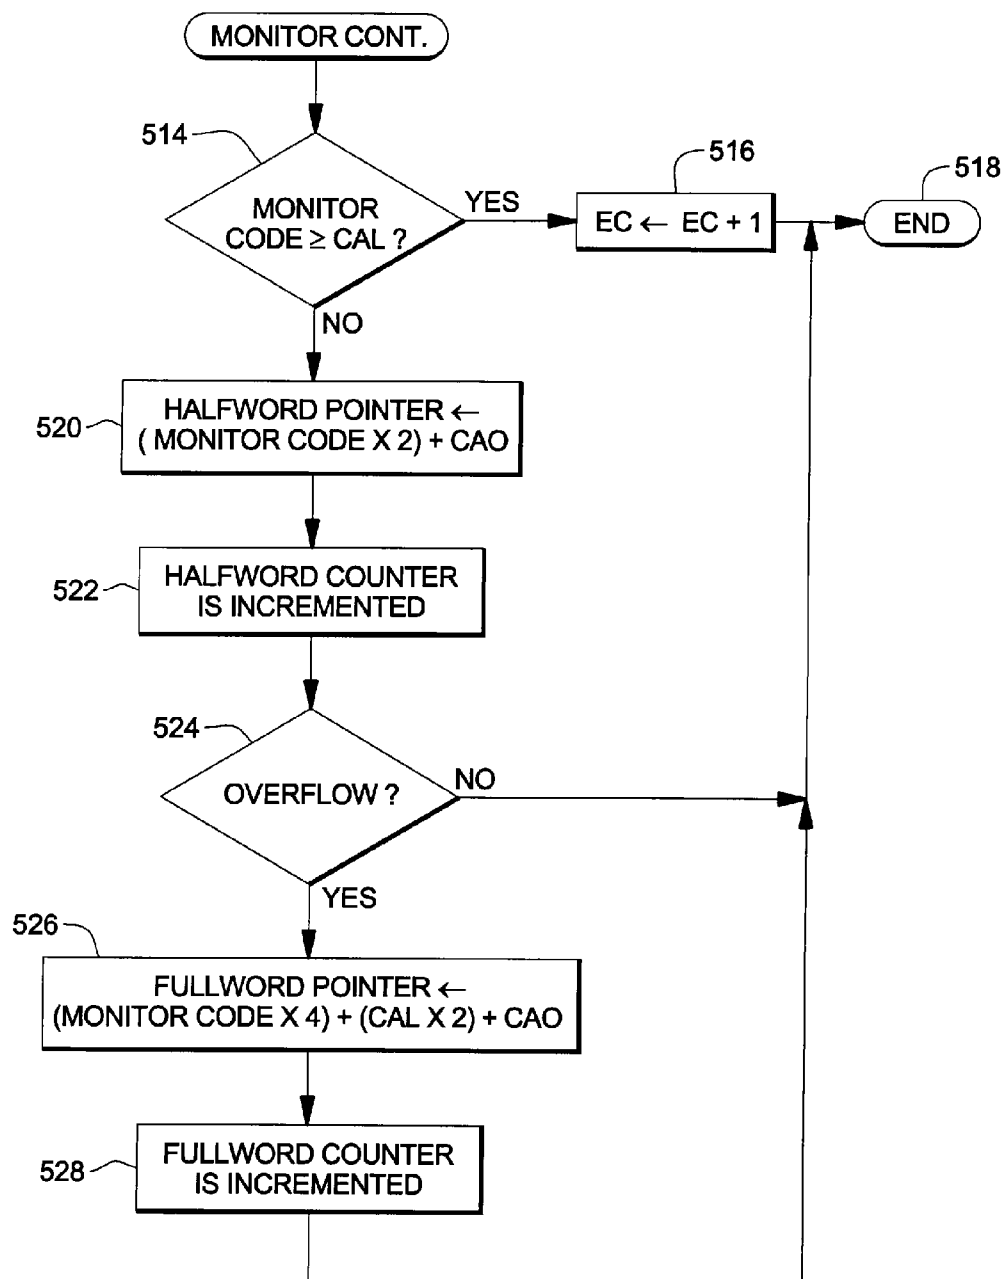 MONITOR CONT.
514
MONITOR
CODE ≥ CAL ?
YES
516
EC ← EC + 1
518
END
NO
520
HALFWORD POINTER ←
( MONITOR CODE X 2) + CAO
522
HALFWORD COUNTER
IS INCREMENTED
524
OVERFLOW ?
NO
YES
526
FULLWORD POINTER ←
(MONITOR CODE X 4) + (CAL X 2) + CAO
528
FULLWORD COUNTER
IS INCREMENTED